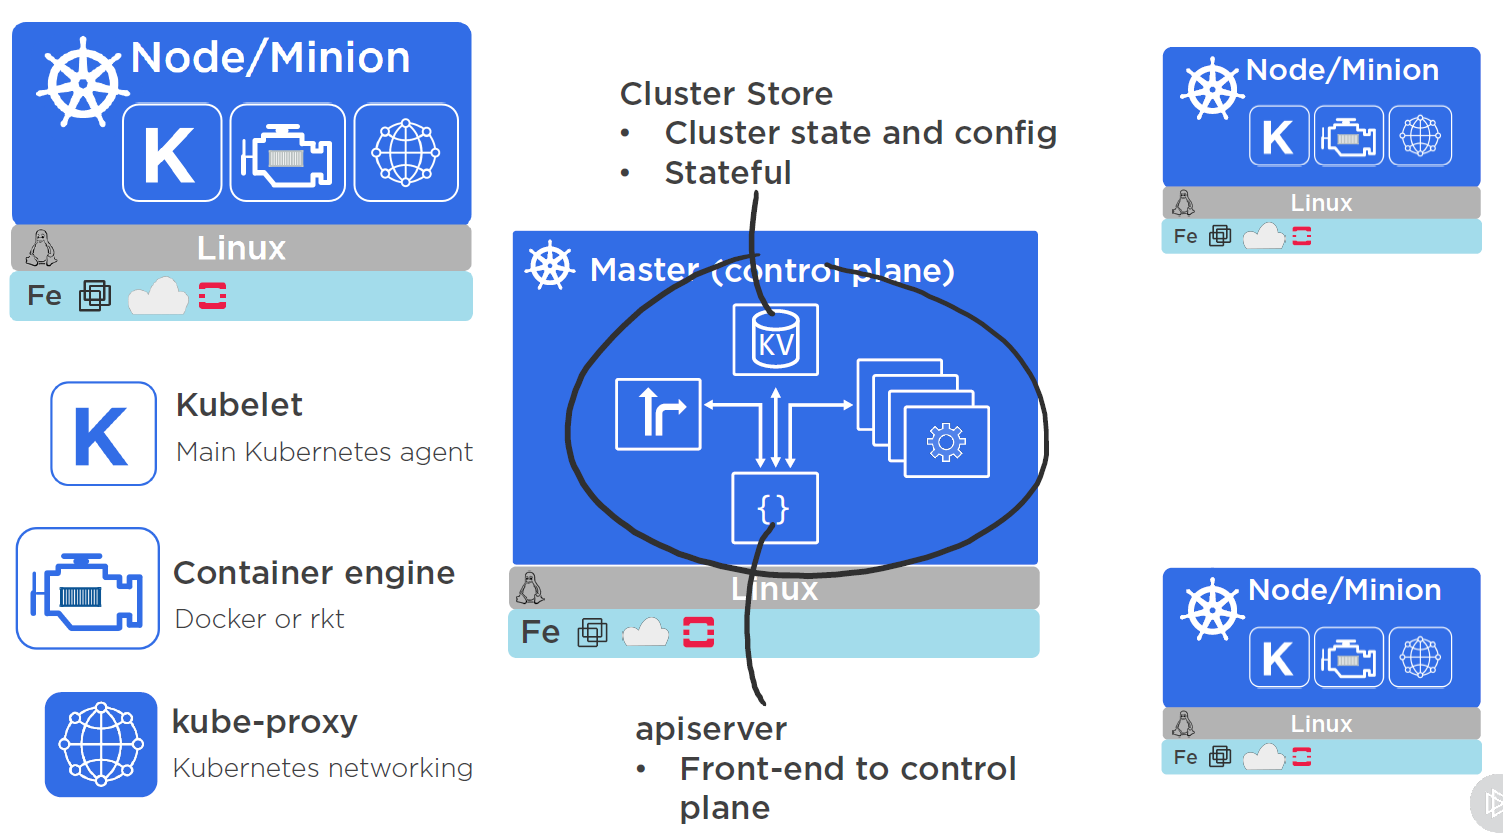 Node/Minion
K
Linux
Fe
K
Kubelet
Main Kubernetes agent
Container engine
Docker or rkt
kube-proxy
Kubernetes networking
Cluster Store
• Cluster state and config
• Stateful
Master (control plane)
KV
{}
Linux
Fe
apiserver
• Front-end to control
plane
Node/Minion
K
Linux
Fe
Node/Minion
K
Linux
Fe